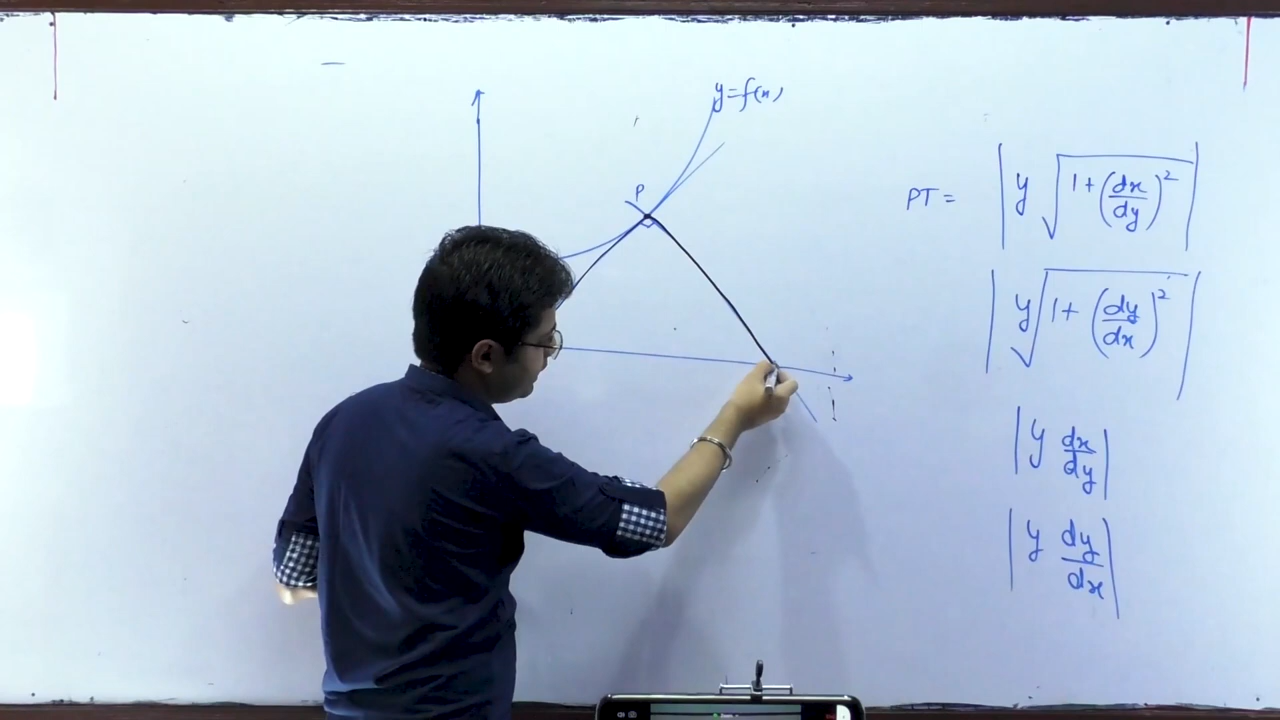 y=f(x)
P
PT = |y √(1+(dx/dy)²)|
|y √(1+(dy/dx)²)|
|y dx/dy|
|y dy/dx|